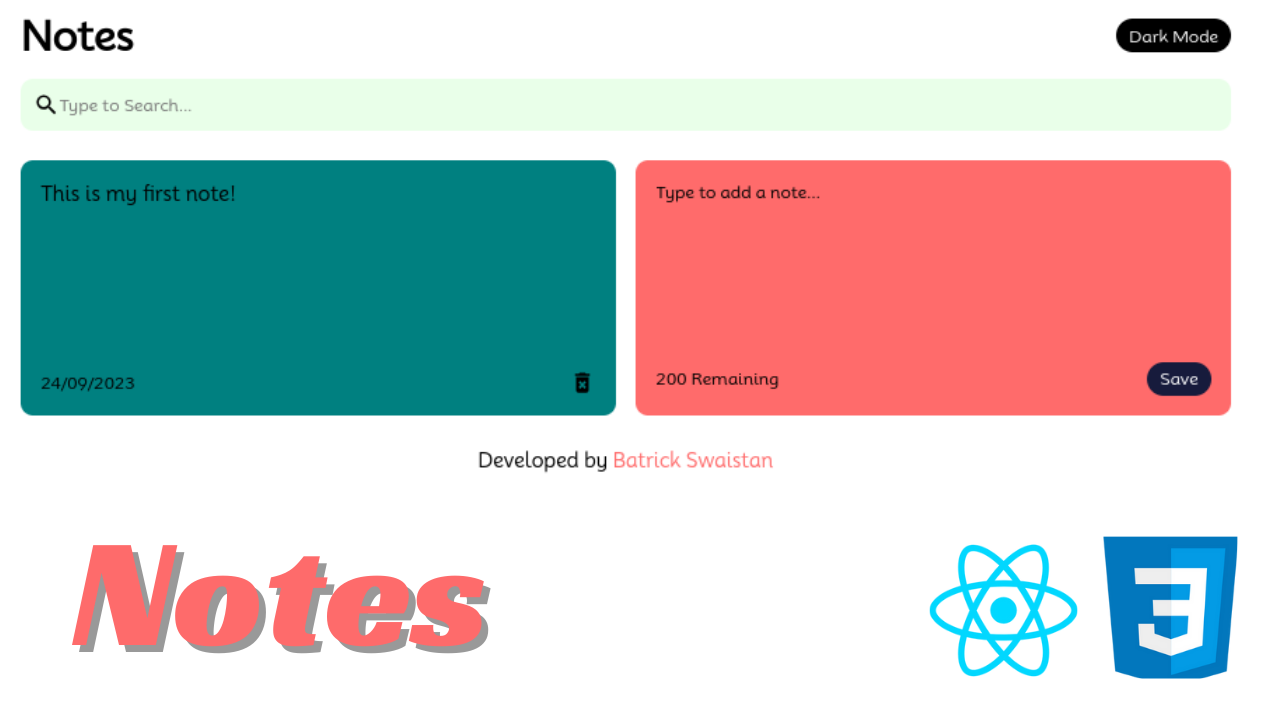 Notes
Dark Mode
Type to Search...
This is my first note!
Type to add a note...
24/09/2023
200 Remaining
Save
Developed by Batrick Swaistan
Notes
3